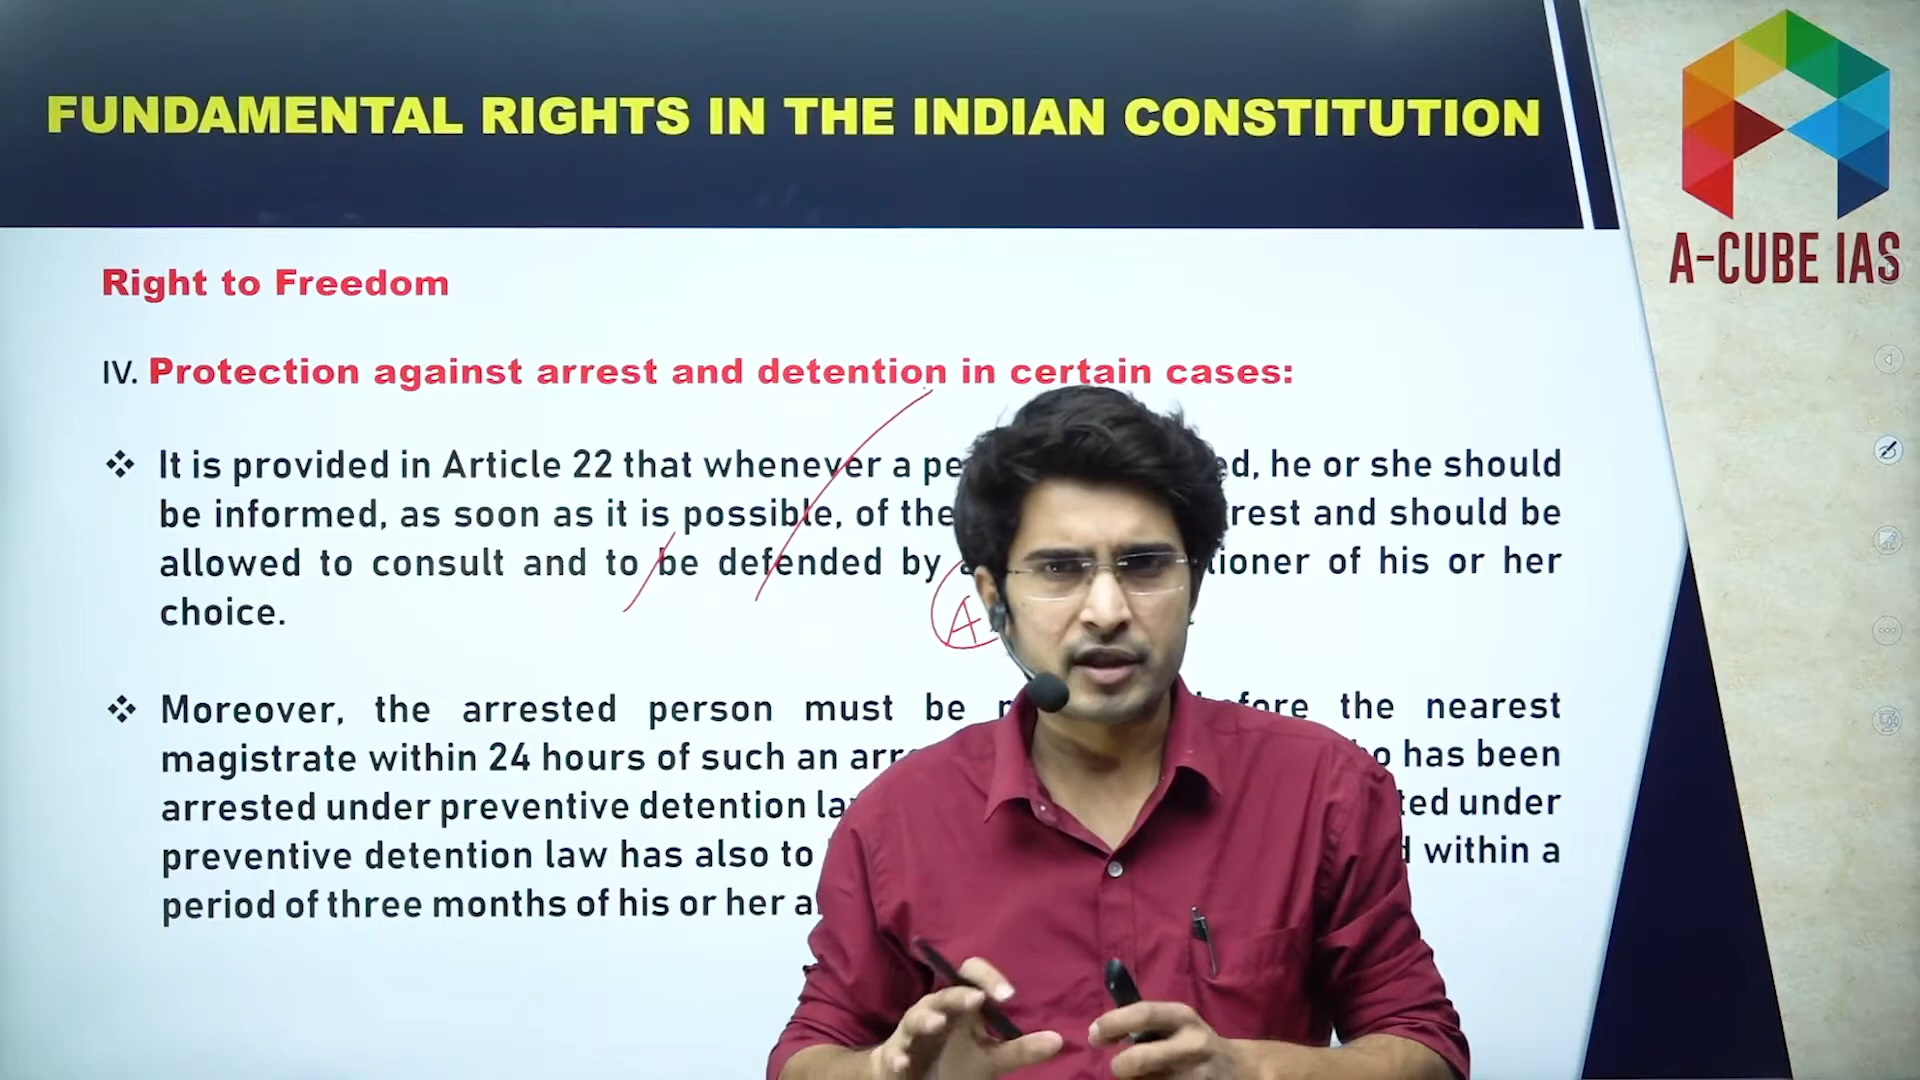 FUNDAMENTAL RIGHTS IN THE INDIAN CONSTITUTION
A-CUBE IAS
Right to Freedom
IV. Protection against arrest and detention in certain cases:
❖ It is provided in Article 22 that whenever a he or she should
be informed, as soon as it is possible, of the and should be
allowed to consult and to be defended by of his or her
choice.
A
❖ Moreover, the arrested person must be the nearest
magistrate within 24 hours of such an has been
arrested under preventive detention under
preventive detention law has also to within a
period of three months of his or her